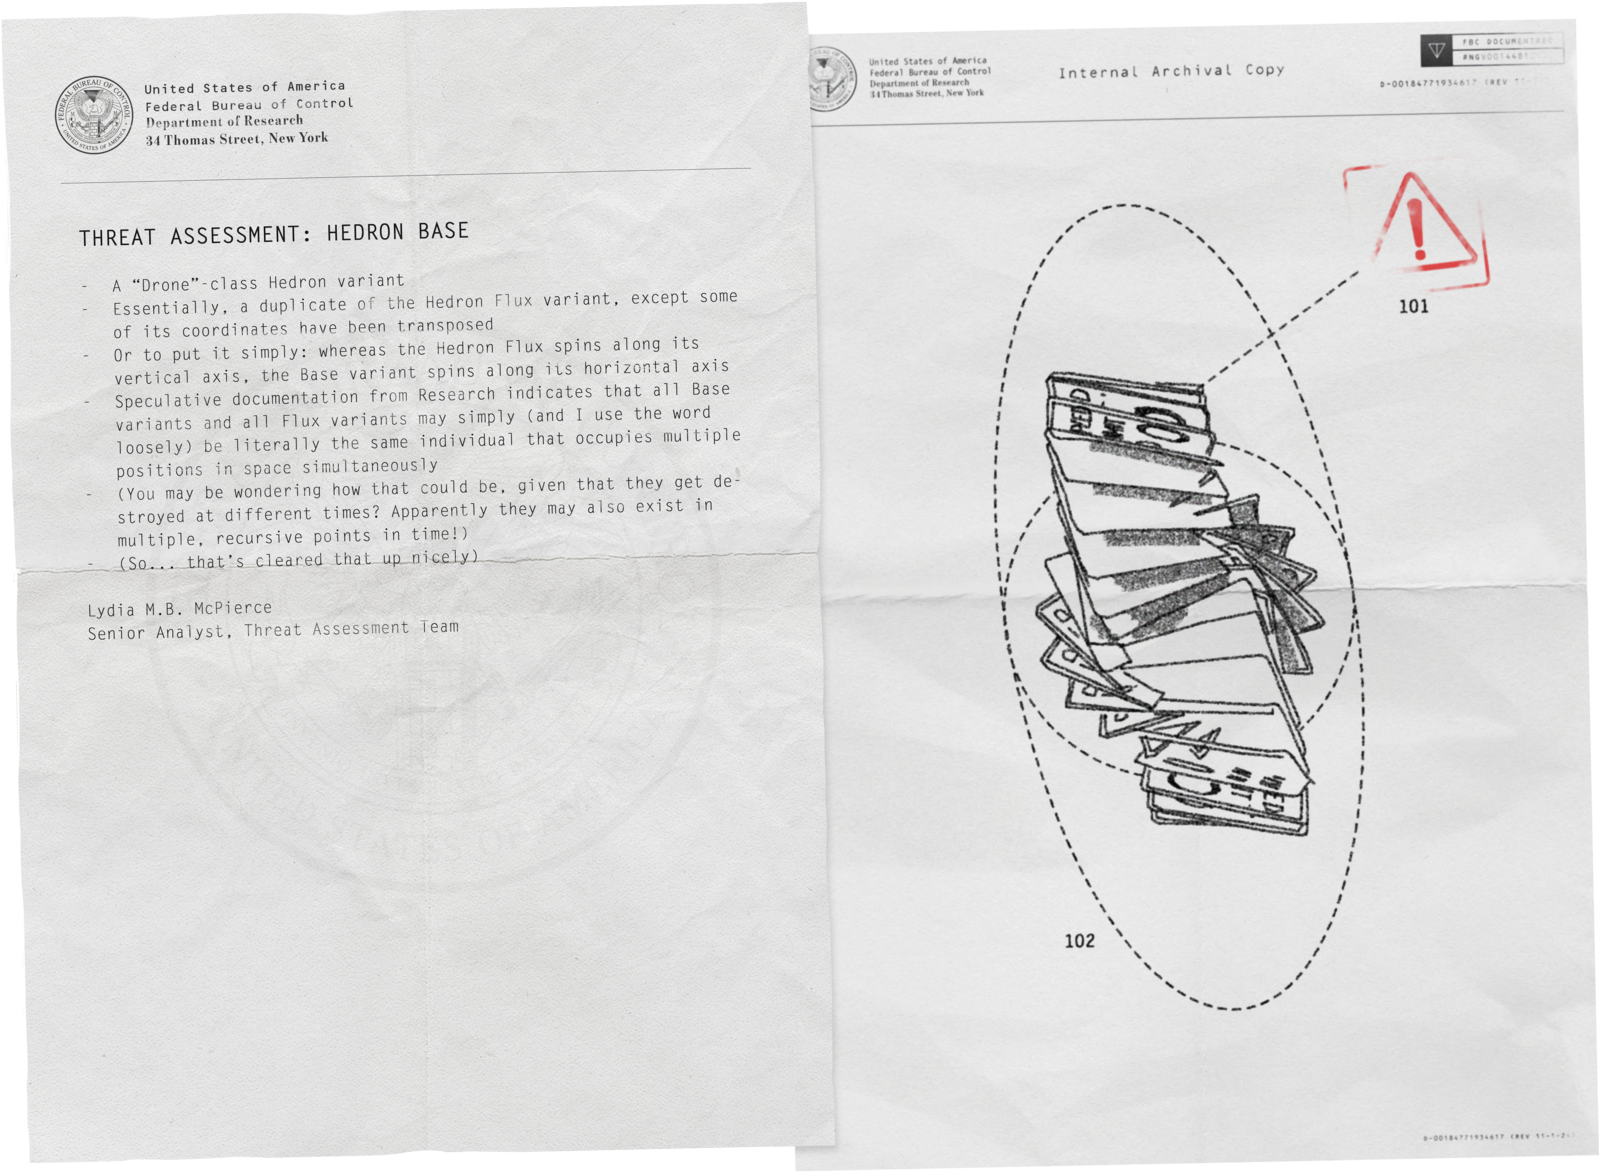 United States of America
Federal Bureau of Control
Department of Research
34 Thomas Street, New York
THREAT ASSESSMENT: HEDRON BASE
- A “Drone”-class Hedron variant
- Essentially, a duplicate of the Hedron Flux variant, except some
of its coordinates have been transposed
- Or to put it simply: whereas the Hedron Flux spins along its
vertical axis, the Base variant spins along its horizontal axis
- Speculative documentation from Research indicates that all Base
variants and all Flux variants may simply (and I use the word
loosely) be literally the same individual that occupies multiple
positions in space simultaneously
- (You may be wondering how that could be, given that they get de-
stroyed at different times? Apparently they may also exist in
multiple, recursive points in time!)
- (So... that’s cleared that up nicely)
Lydia M.B. McPierce
Senior Analyst, Threat Assessment Team
United States of America
Federal Bureau of Control
Department of Research
34 Thomas Street, New York
Internal Archival Copy
FBC
D-00184771934617 (REV
101
102
D-00184771934617 (REV